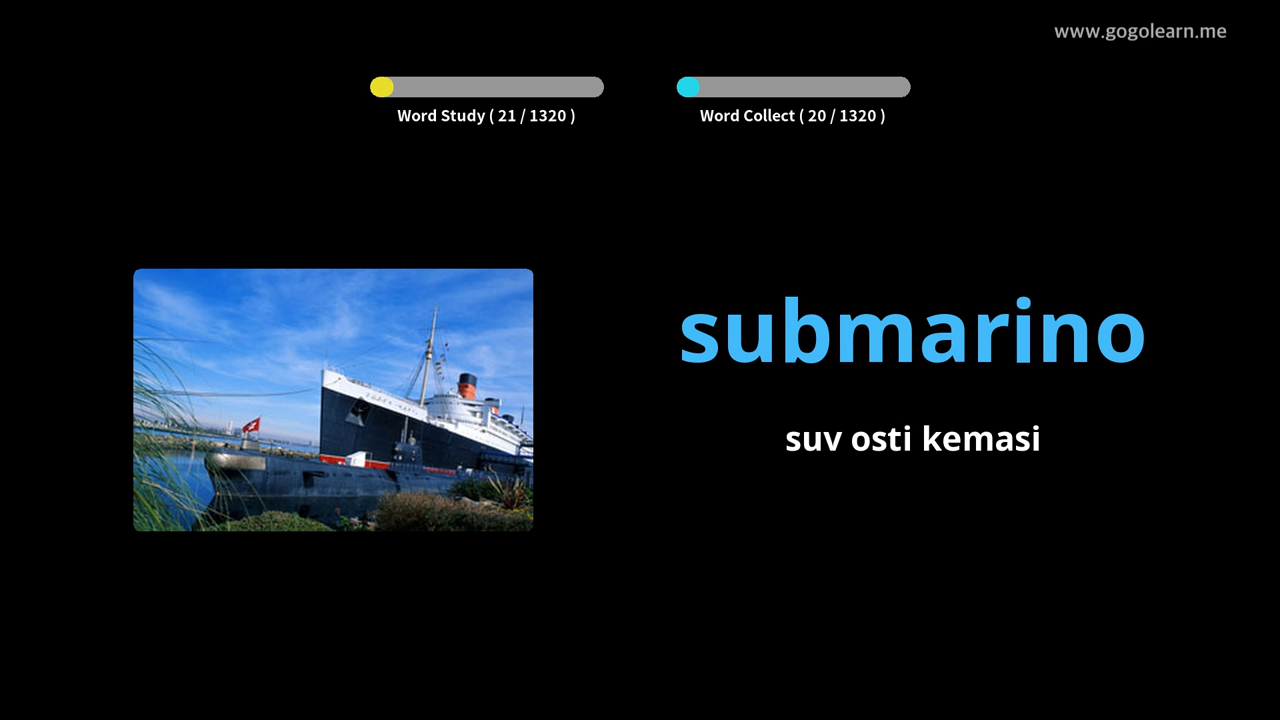 www.gogolearn.me
Word Study ( 21 / 1320 )
Word Collect ( 20 / 1320 )
submarino
suv osti kemasi